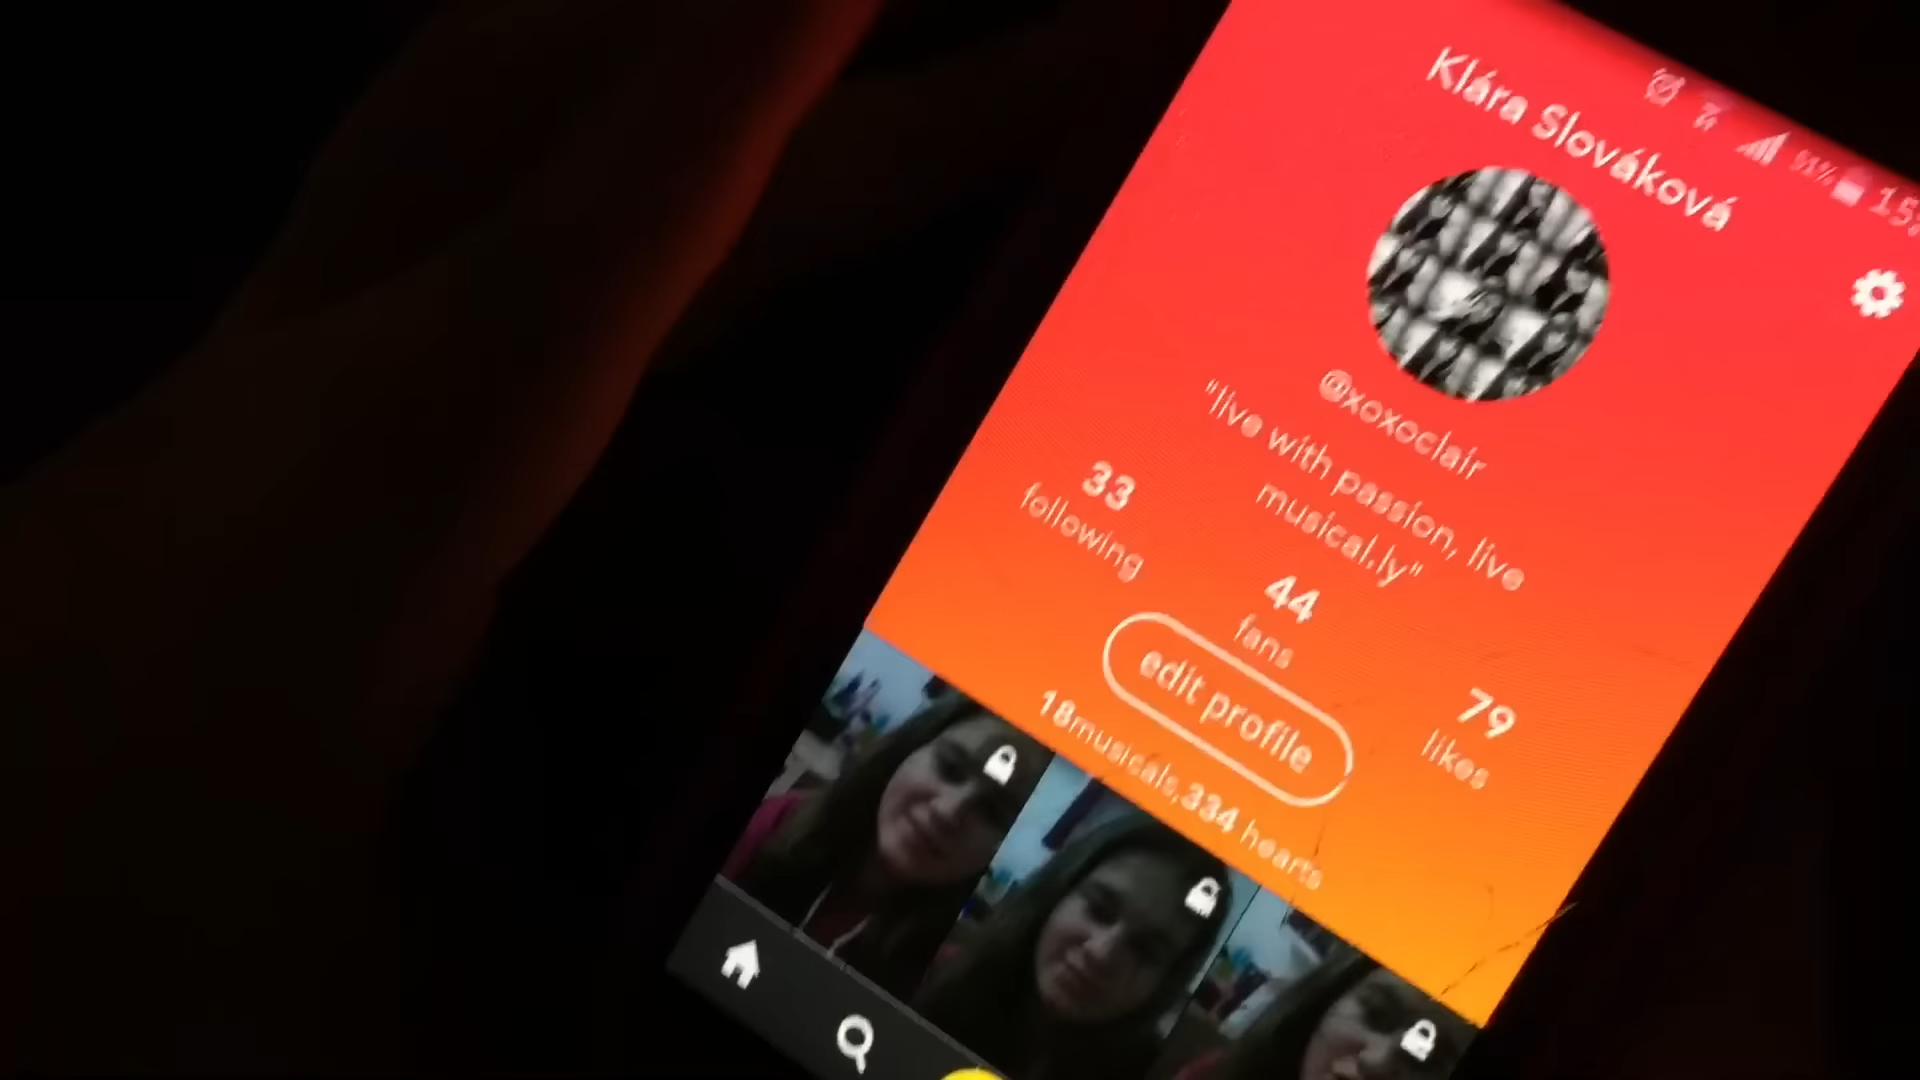 91%
Klára Slováková
@xoxoclair
"live with passion, live
musical.ly"
33
following
44
fans
79
likes
edit profile
18musicals,334 hearts